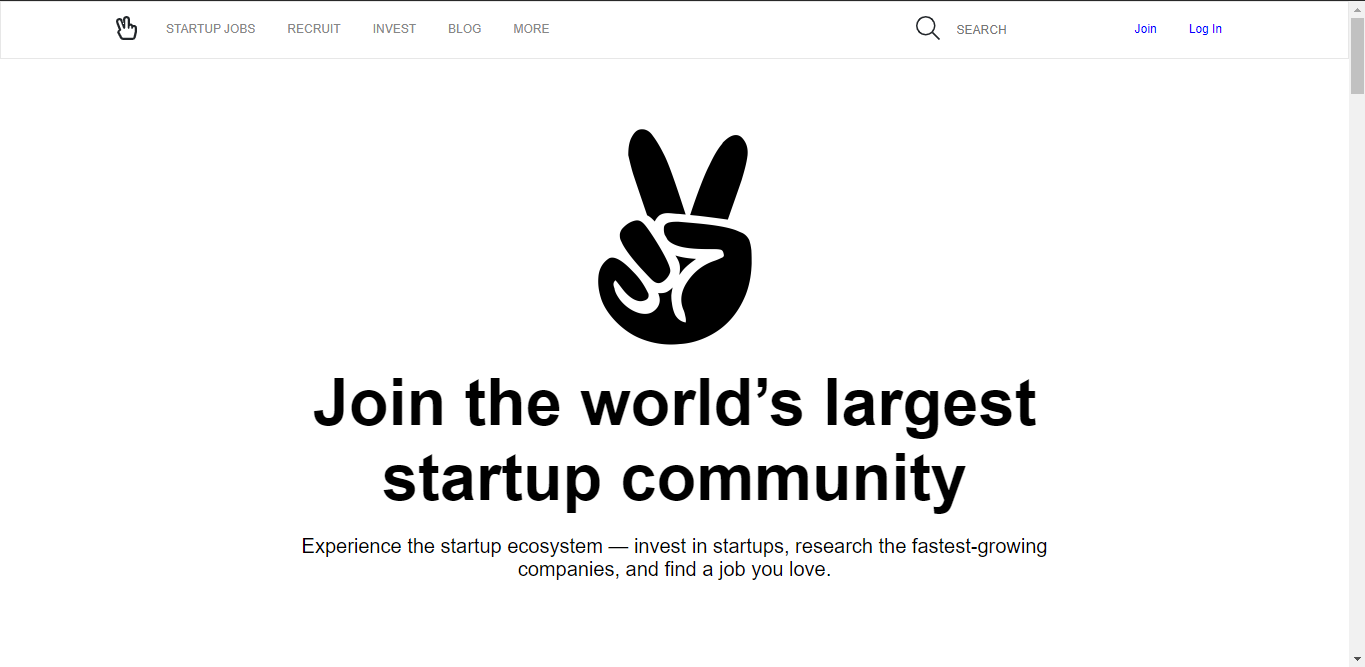 STARTUP JOBS RECRUIT INVEST BLOG MORE SEARCH Join Log In
Join the world’s largest
startup community
Experience the startup ecosystem — invest in startups, research the fastest-growing
companies, and find a job you love.